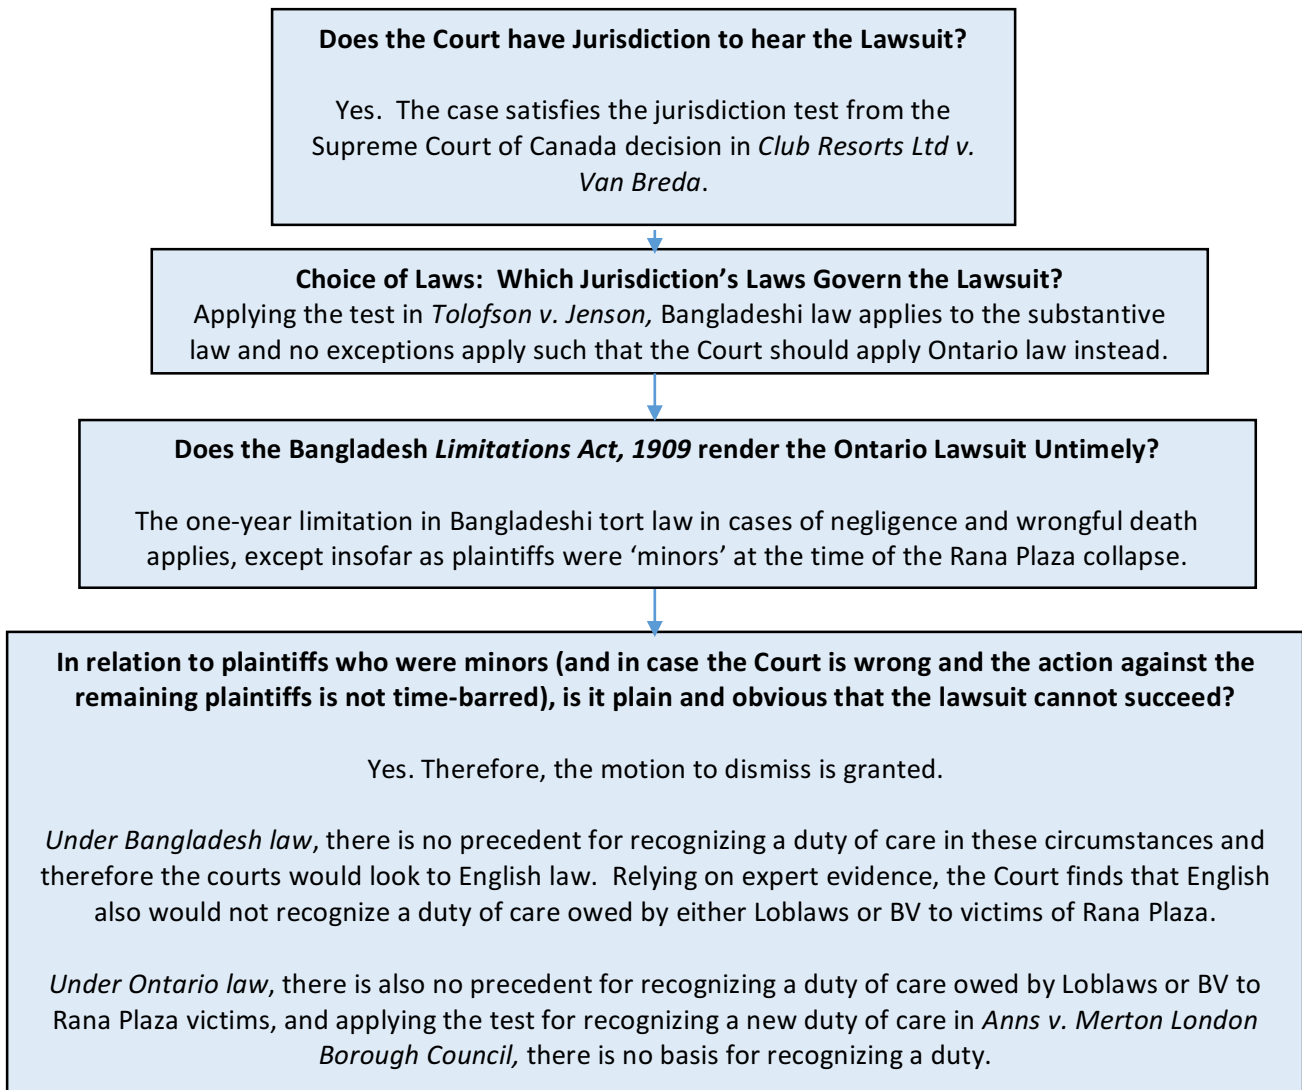 Does the Court have Jurisdiction to hear the Lawsuit?
Yes.  The case satisfies the jurisdiction test from the
Supreme Court of Canada decision in Club Resorts Ltd v.
Van Breda.
Choice of Laws:  Which Jurisdiction’s Laws Govern the Lawsuit?
Applying the test in Tolofson v. Jenson, Bangladeshi law applies to the substantive
law and no exceptions apply such that the Court should apply Ontario law instead.
Does the Bangladesh Limitations Act, 1909 render the Ontario Lawsuit Untimely?
The one-year limitation in Bangladeshi tort law in cases of negligence and wrongful death
applies, except insofar as plaintiffs were ‘minors’ at the time of the Rana Plaza collapse.
In relation to plaintiffs who were minors (and in case the Court is wrong and the action against the
remaining plaintiffs is not time-barred), is it plain and obvious that the lawsuit cannot succeed?
Yes. Therefore, the motion to dismiss is granted.
Under Bangladesh law, there is no precedent for recognizing a duty of care in these circumstances and
therefore the courts would look to English law.  Relying on expert evidence, the Court finds that English
also would not recognize a duty of care owed by either Loblaws or BV to victims of Rana Plaza.
Under Ontario law, there is also no precedent for recognizing a duty of care owed by Loblaws or BV to
Rana Plaza victims, and applying the test for recognizing a new duty of care in Anns v. Merton London
Borough Council, there is no basis for recognizing a duty.